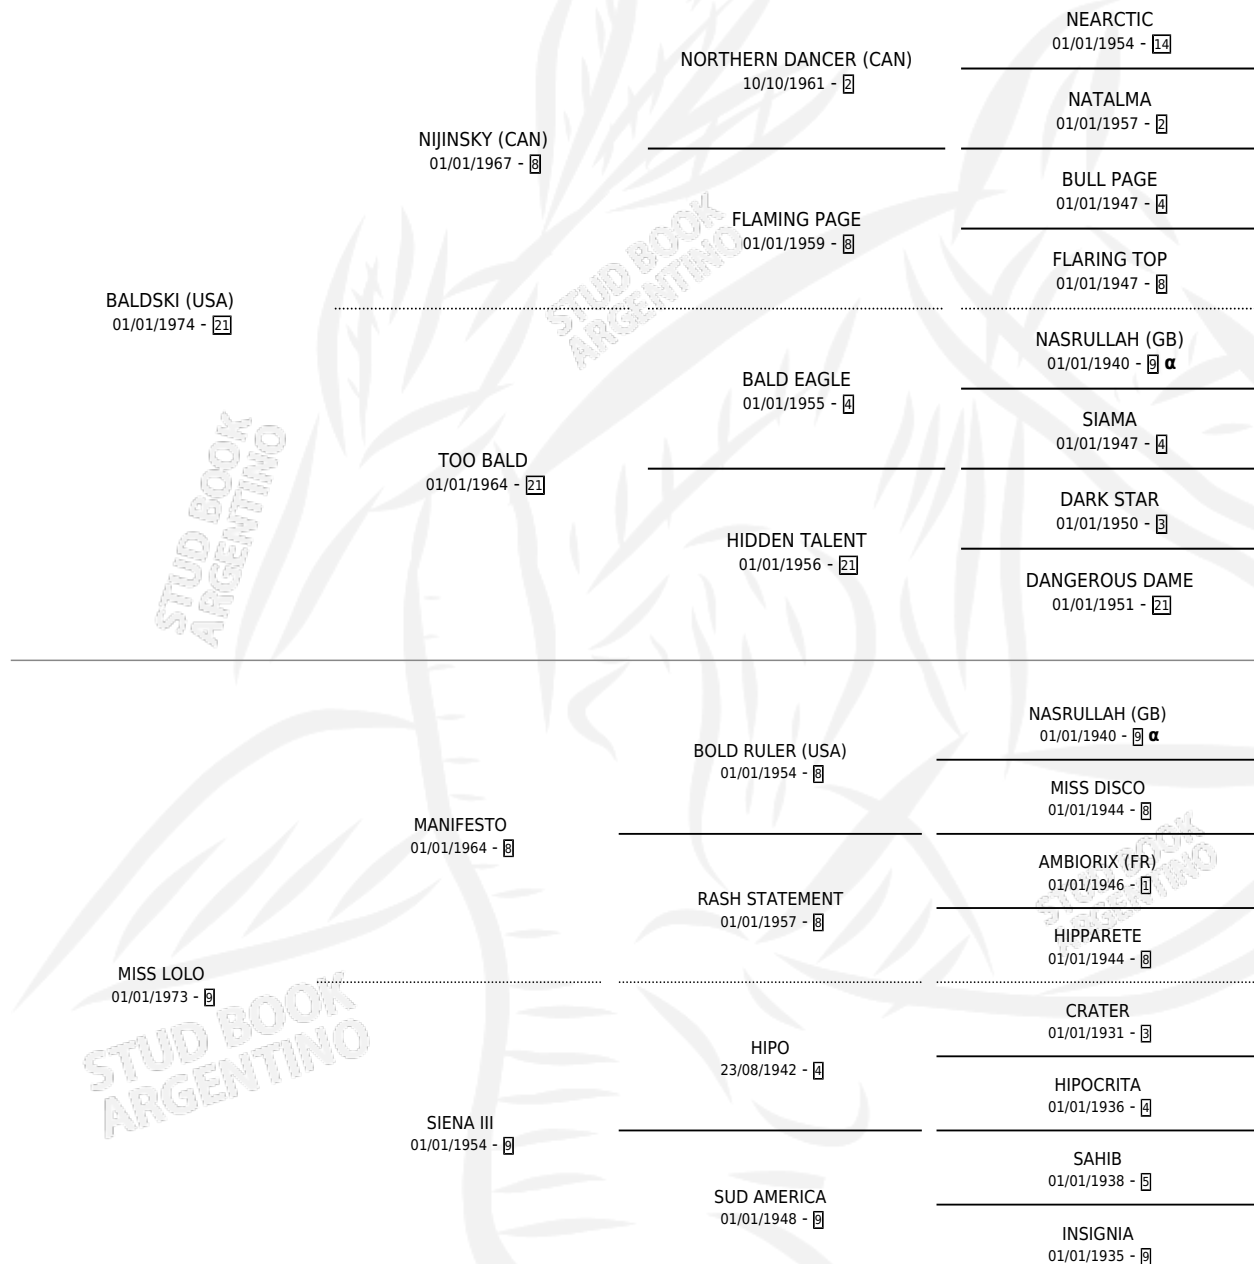 NEARCTIC
01/01/1954 - 14
NORTHERN DANCER (CAN)
10/10/1961 - 2
NATALMA
01/01/1957 - 2
NIJINSKY (CAN)
01/01/1967 - 8
BULL PAGE
01/01/1947 - 4
FLAMING PAGE
01/01/1959 - 8
FLARING TOP
01/01/1947 - 8
BALDSKI (USA)
01/01/1974 - 21
NASRULLAH (GB)
01/01/1940 - 9 α
BALD EAGLE
01/01/1955 - 4
SIAMA
01/01/1947 - 4
TOO BALD
01/01/1964 - 21
DARK STAR
01/01/1950 - 3
HIDDEN TALENT
01/01/1956 - 21
DANGEROUS DAME
01/01/1951 - 21
NASRULLAH (GB)
01/01/1940 - 9 α
BOLD RULER (USA)
01/01/1954 - 8
MISS DISCO
01/01/1944 - 8
MANIFESTO
01/01/1964 - 8
AMBIORIX (FR)
01/01/1946 - 1
RASH STATEMENT
01/01/1957 - 8
HIPPARETE
01/01/1944 - 8
MISS LOLO
01/01/1973 - 9
CRATER
01/01/1931 - 3
HIPO
23/08/1942 - 4
HIPOCRITA
01/01/1936 - 4
SIENA III
01/01/1954 - 9
SAHIB
01/01/1938 - 5
SUD AMERICA
01/01/1948 - 9
INSIGNIA
01/01/1935 - 9
STUD BOOK
ARGENTINO
STUD BOOK
ARGENTINO
STUD BOOK
ARGENTINO
STUD BOOK
ARGENTINO